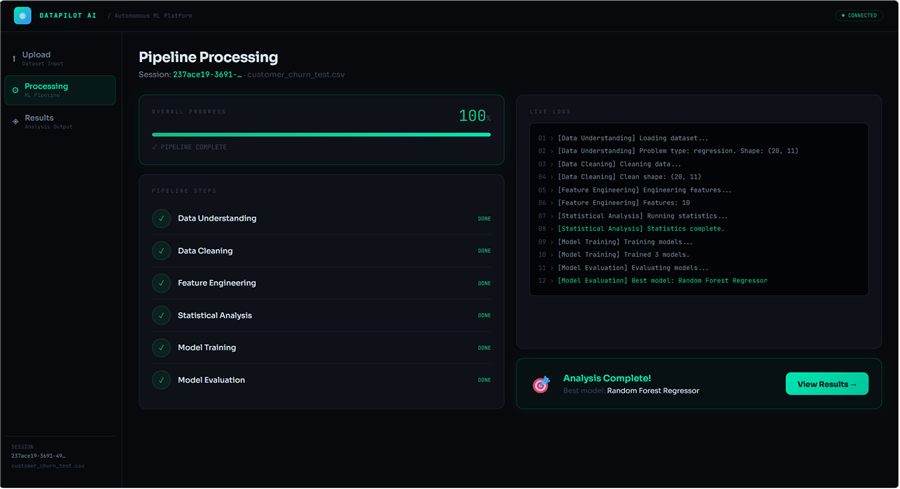 DATAPILOT AI / Autonomous ML Platform
CONNECTED
Upload
Dataset Input
Processing
ML Pipeline
Results
Analysis Output
SESSION
237ace19-3691-49…
customer_churn_test.csv
Pipeline Processing
Session: 237ace19-3691-… · customer_churn_test.csv
OVERALL PROGRESS
100%
✓ PIPELINE COMPLETE
PIPELINE STEPS
✓ Data Understanding DONE
✓ Data Cleaning DONE
✓ Feature Engineering DONE
✓ Statistical Analysis DONE
✓ Model Training DONE
✓ Model Evaluation DONE
LIVE LOGS
01 › [Data Understanding] Loading dataset...
02 › [Data Understanding] Problem type: regression. Shape: (20, 11)
03 › [Data Cleaning] Cleaning data...
04 › [Data Cleaning] Clean shape: (20, 11)
05 › [Feature Engineering] Engineering features...
06 › [Feature Engineering] Features: 10
07 › [Statistical Analysis] Running statistics...
08 › [Statistical Analysis] Statistics complete.
09 › [Model Training] Training models...
10 › [Model Training] Trained 3 models.
11 › [Model Evaluation] Evaluating models...
12 › [Model Evaluation] Best model: Random Forest Regressor
Analysis Complete!
Best model: Random Forest Regressor
View Results →